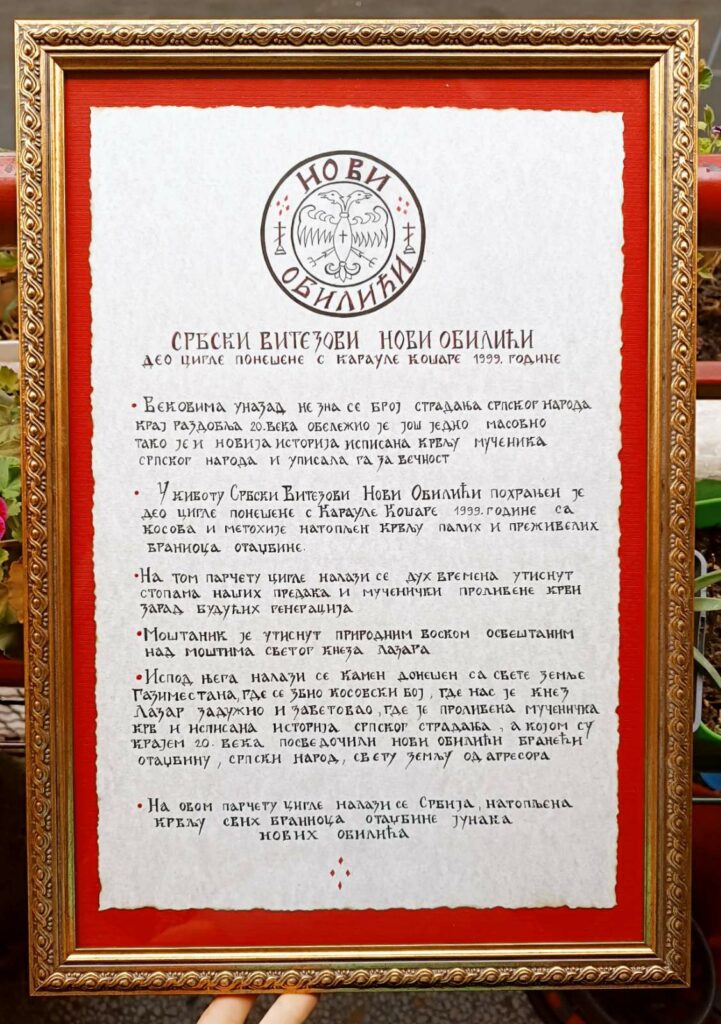 НОВИ
ОБИЛИЋИ
СРБСКИ ВИТЕЗОВИ НОВИ ОБИЛИЋИ
ДЕО ЦИГЛЕ ПОНЕШЕНЕ С КАРАУЛЕ КОШАРЕ 1999. ГОДИНЕ
• ВЕКОВИМА УНАЗАД НЕ ЗНА СЕ БРОЈ СТРАДАЊА СРПСКОГ НАРОДА
КРАЈ РАЗДОБЉА 20. ВЕКА ОБЕЛЕЖИО ЈЕ ЈОШ ЈЕДНО МАСОВНО
ТАКО ЈЕ И НОВИЈА ИСТОРИЈА ИСПИСАНА КРВЉУ МУЧЕНИКА
СРПСКОГ НАРОДА И УПИСАЛА ГА ЗА ВЕЧНОСТ
• У КИВОТУ СРБСКИ ВИТЕЗОВИ НОВИ ОБИЛИЋИ ПОХРАЊЕН ЈЕ
ДЕО ЦИГЛЕ ПОНЕШЕНЕ С КАРАУЛЕ КОШАРЕ 1999. ГОДИНЕ СА
КОСОВА И МЕТОХИЈЕ НАТОПЉЕН КРВЉУ ПАЛИХ И ПРЕЖИВЕЛИХ
БРАНИОЦА ОТАЏБИНЕ.
• НА ТОМ ПАРЧЕТУ ЦИГЛЕ НАЛАЗИ СЕ ДУХ ВРЕМЕНА УТИСНУТ
СТОПАМА НАШИХ ПРЕДАКА И МУЧЕНИЧКИ ПРОЛИВЕНЕ КРВИ
ЗАРАД БУДУЋИХ ГЕНЕРАЦИЈА
• МОШТАНИК ЈЕ УТИСНУТ ПРИРОДНИМ ВОСКОМ ОСВЕШТАНИМ
НАД МОШТИМА СВЕТОГ КНЕЗА ЛАЗАРА
• ИСПОД ЊЕГА НАЛАЗИ СЕ КАМЕН ДОНЕШЕН СА СВЕТЕ ЗЕМЉЕ
ГАЗИМЕСТАНА, ГДЕ СЕ ЗБИО КОСОВСКИ БОЈ, ГДЕ НАС ЈЕ КНЕЗ
ЛАЗАР ЗАДУЖИО И ЗАВЕТОВАО, ГДЕ ЈЕ ПРОЛИВЕНА МУЧЕНИЧКА
КРВ И ИСПИСАНА ИСТОРИЈА СРПСКОГ СТРАДАЊА, А КОЈОМ СУ
КРАЈЕМ 20. ВЕКА ПОСВЕДОЧИЛИ НОВИ ОБИЛИЋИ БРАНЕЋИ
ОТАЏБИНУ, СРПСКИ НАРОД, СВЕТУ ЗЕМЉУ ОД АГРЕСОРА
• НА ОВОМ ПАРЧЕТУ ЦИГЛЕ НАЛАЗИ СЕ СРБИЈА, НАТОПЉЕНА
КРВЉУ СВИХ БРАНИОЦА ОТАЏБИНЕ ЈУНАКА
НОВИХ ОБИЛИЋА